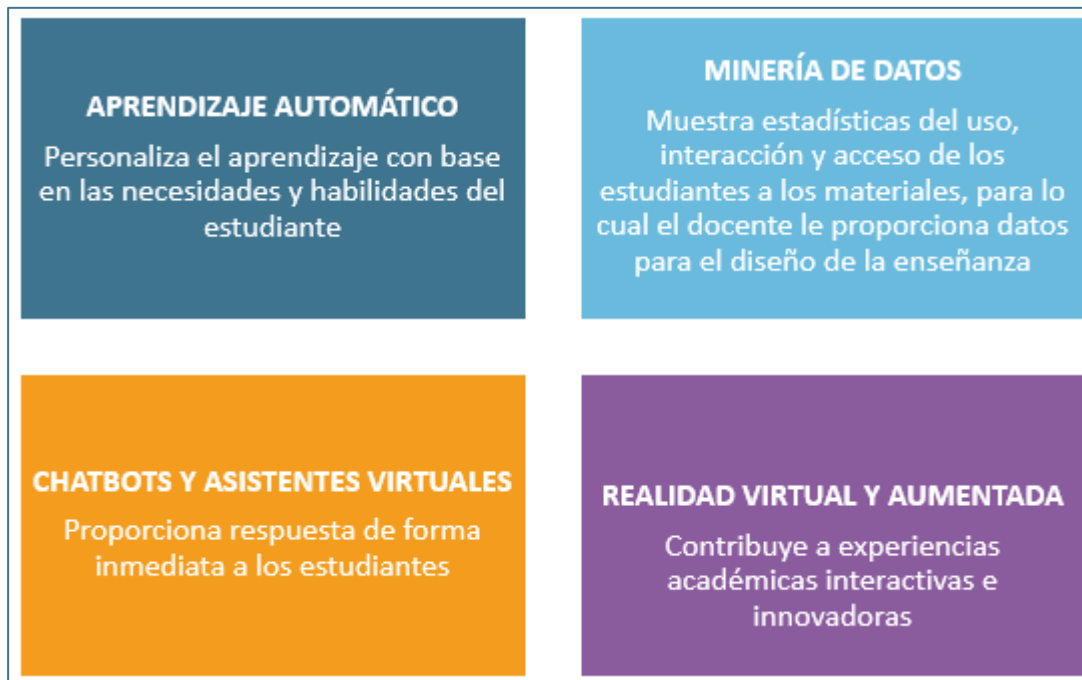 APRENDIZAJE AUTOMÁTICO
Personaliza el aprendizaje con base
en las necesidades y habilidades del
estudiante
MINERÍA DE DATOS
Muestra estadísticas del uso,
interacción y acceso de los
estudiantes a los materiales, para lo
cual el docente le proporciona datos
para el diseño de la enseñanza
CHATBOTS Y ASISTENTES VIRTUALES
Proporciona respuesta de forma
inmediata a los estudiantes
REALIDAD VIRTUAL Y AUMENTADA
Contribuye a experiencias
académicas interactivas e
innovadoras